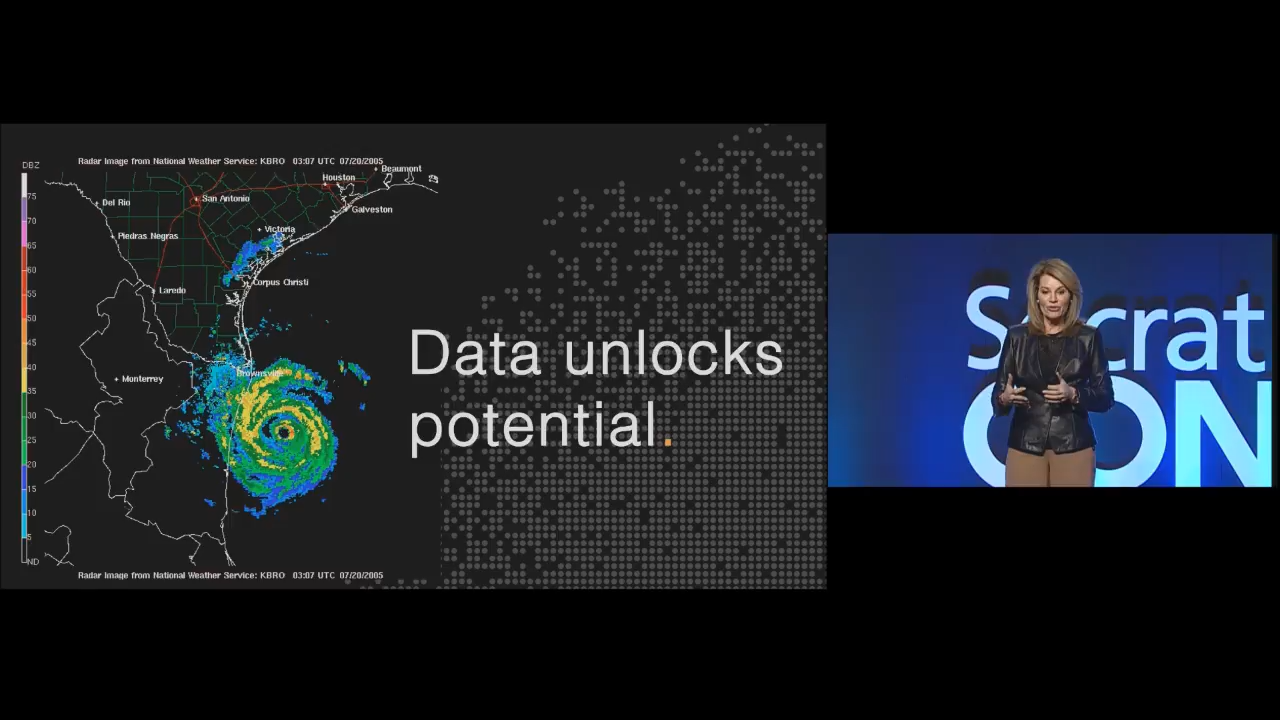 Radar Image from National Weather Service: KBRO 03:07 UTC 07/20/2005
DBZ
75
70
65
60
55
50
45
40
35
30
25
20
15
10
5
ND
Beaumont
Houston
Del Rio
San Antonio
Galveston
Victoria
Piedras Negras
Corpus Christi
Laredo
Brownsville
Monterrey
Data unlocks
potential.
Radar Image from National Weather Service: KBRO 03:07 UTC 07/20/2005
Socrat
CON